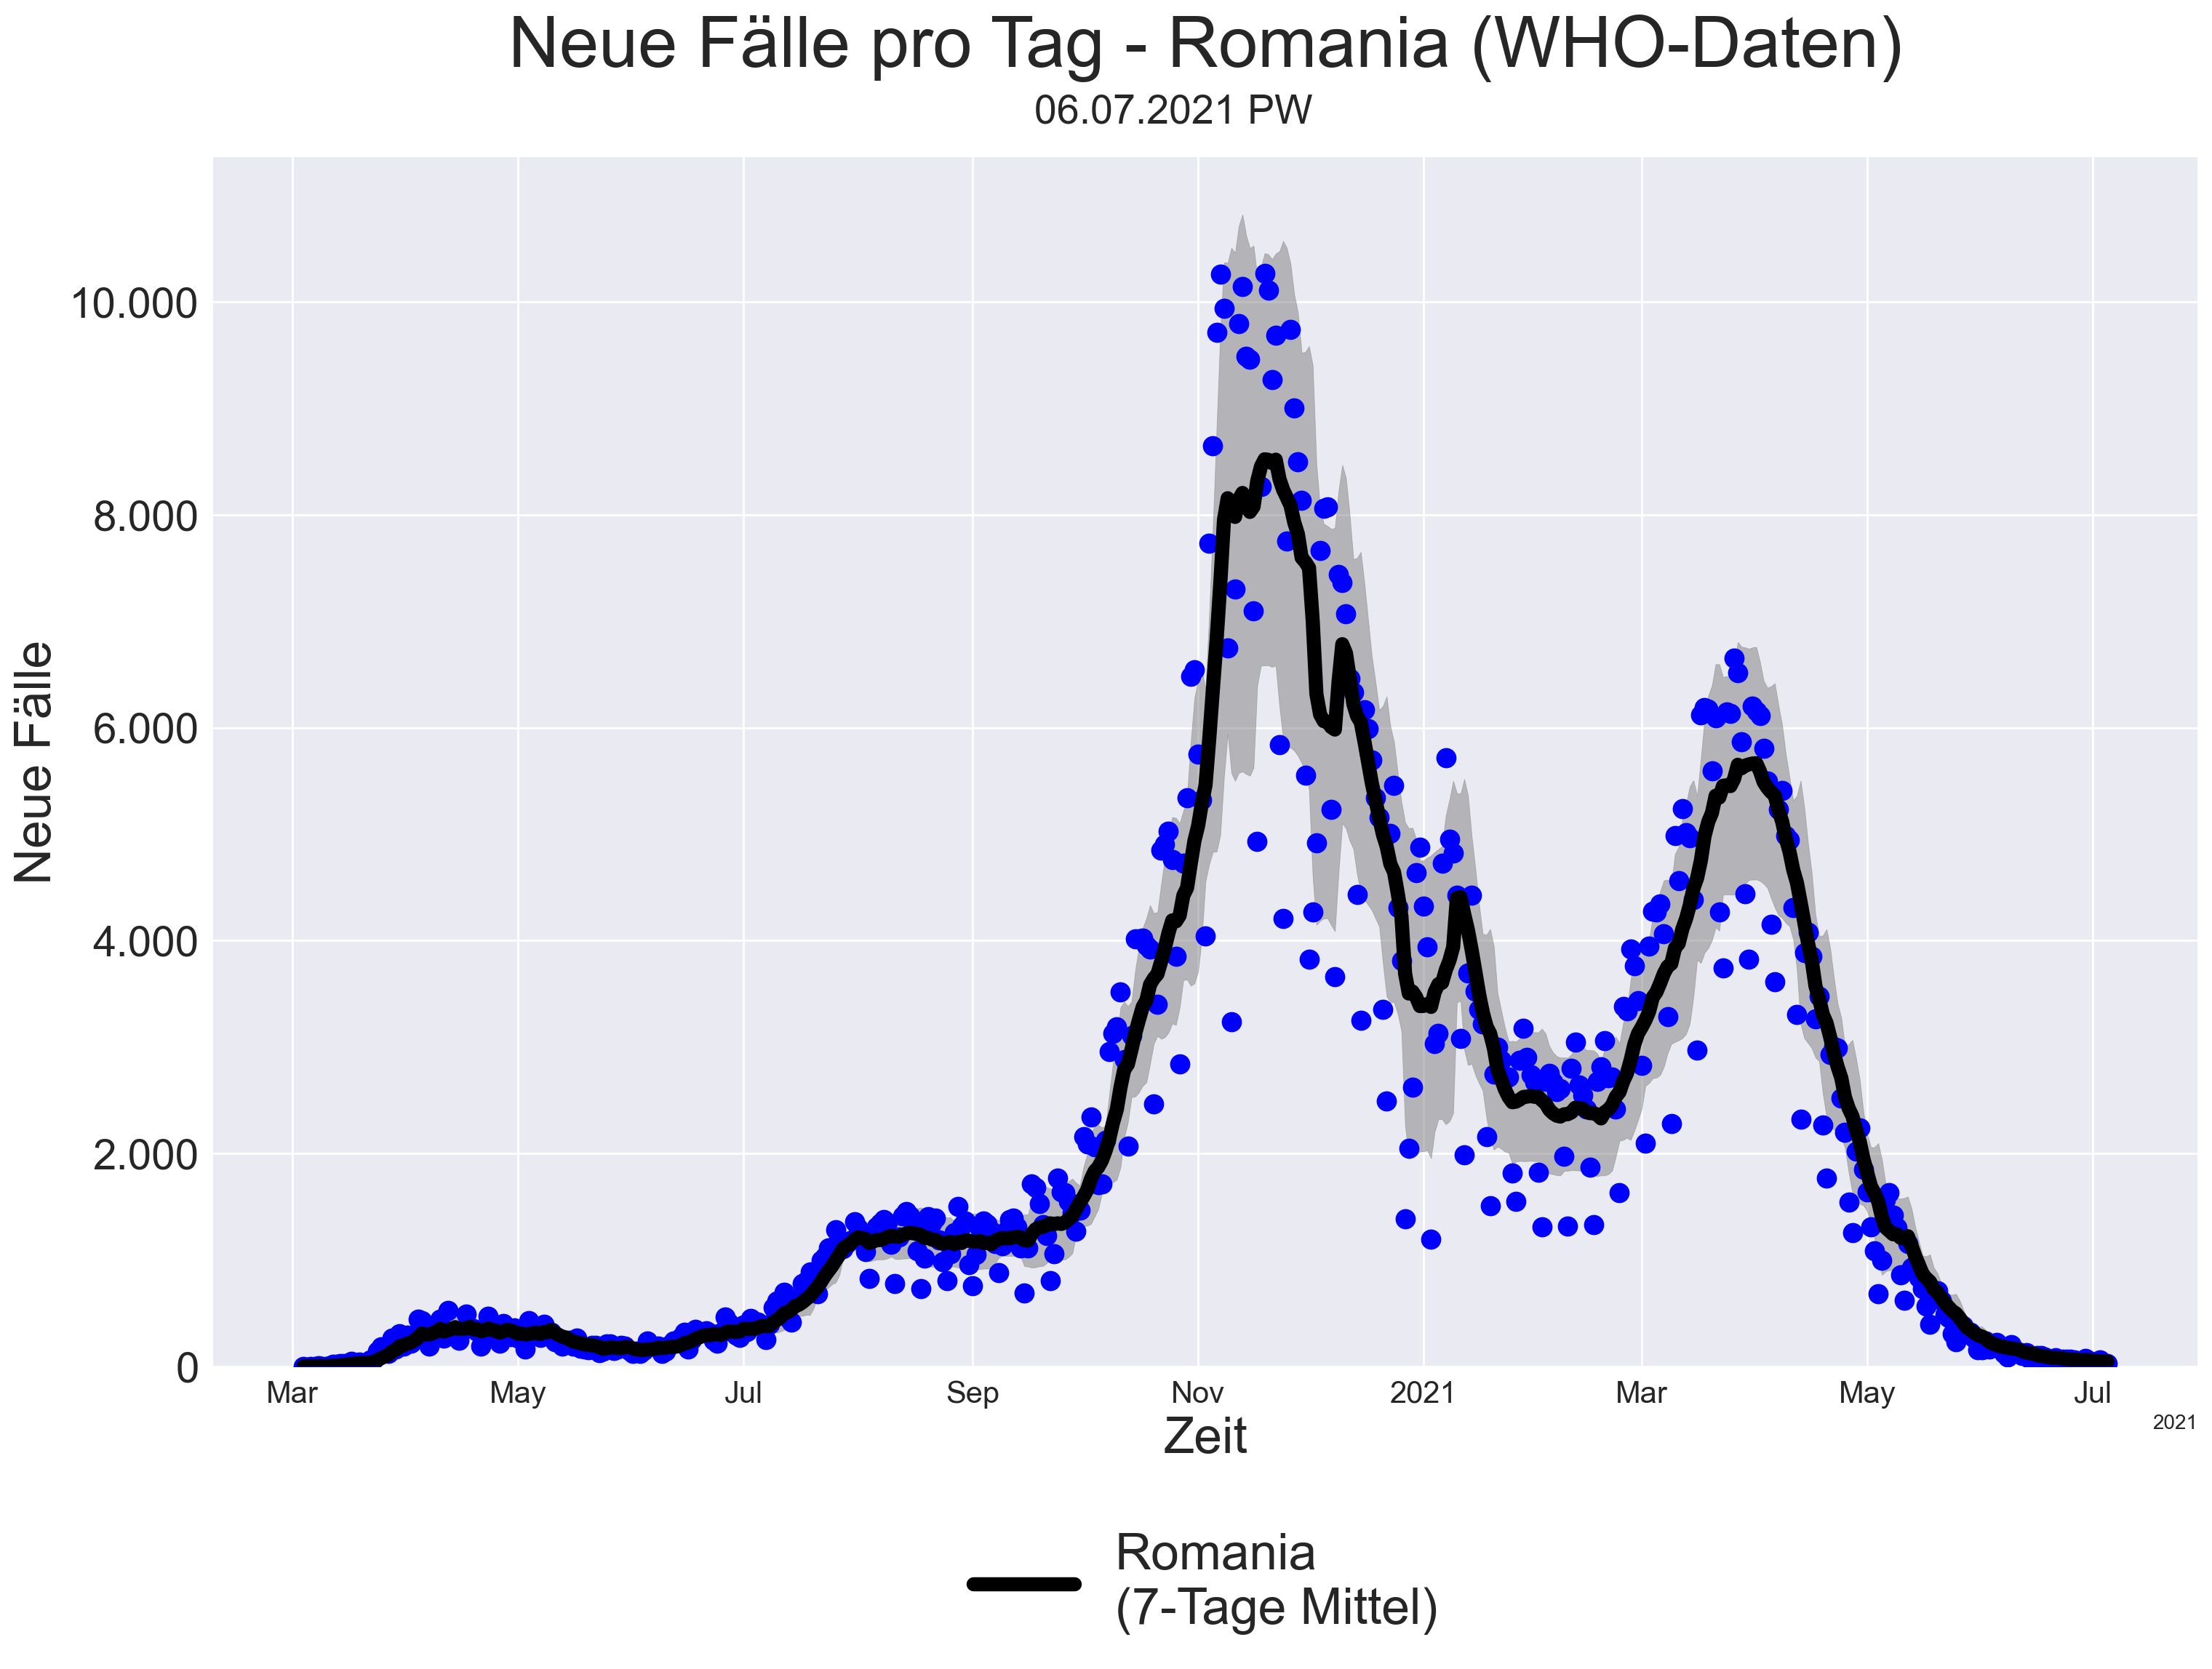 Neue Fälle pro Tag - Romania (WHO-Daten)
06.07.2021 PW
Neue Fälle
10.000
8.000
6.000
4.000
2.000
0
Mar May Jul Sep Nov 2021 Mar May Jul
2021
Zeit
Romania
(7-Tage Mittel)